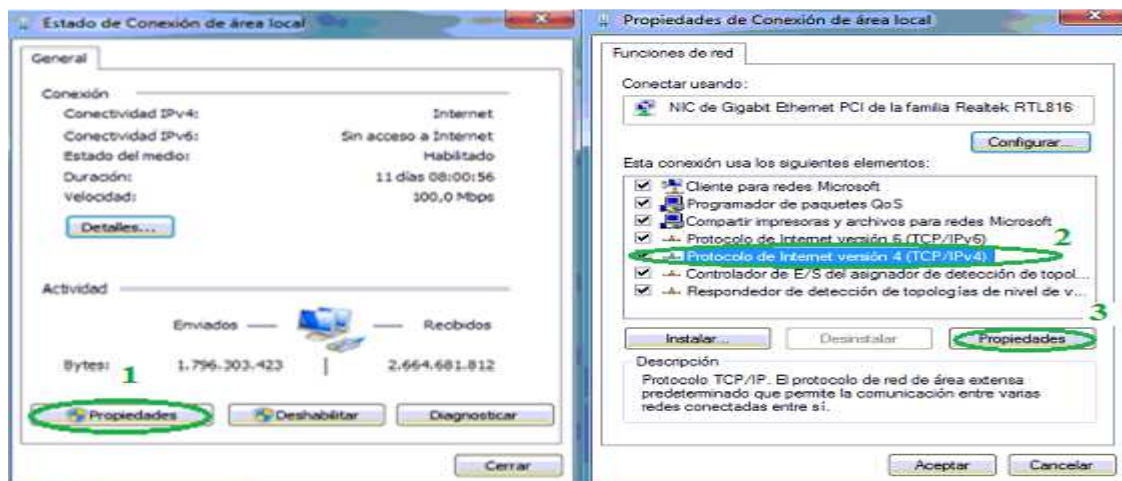 Estado de Conexión de área local
General
Conexión
Conectividad IPv4: Internet
Conectividad IPv6: Sin acceso a Internet
Estado del medio: Habilitado
Duración: 11 días 08:00:56
Velocidad: 100,0 Mbps
Detalles...
Actividad
Enviados Recibidos
Bytes: 1.796.303.423 2.664.681.812
1
Propiedades Deshabilitar Diagnosticar
Cerrar
Propiedades de Conexión de área local
Funciones de red
Conectar usando:
NIC de Gigabit Ethernet PCI de la familia Realtek RTL816
Configurar...
Esta conexión usa los siguientes elementos:
Cliente para redes Microsoft
Programador de paquetes QoS
Compartir impresoras y archivos para redes Microsoft
Protocolo de Internet versión 6 (TCP/IPv6)
2
Protocolo de Internet versión 4 (TCP/IPv4)
Controlador de E/S del asignador de detección de topol...
Respondedor de detección de topologías de nivel de v...
3
Instalar... Desinstalar Propiedades
Descripción
Protocolo TCP/IP. El protocolo de red de área extensa
predeterminado que permite la comunicación entre varias
redes conectadas entre sí.
Aceptar Cancelar